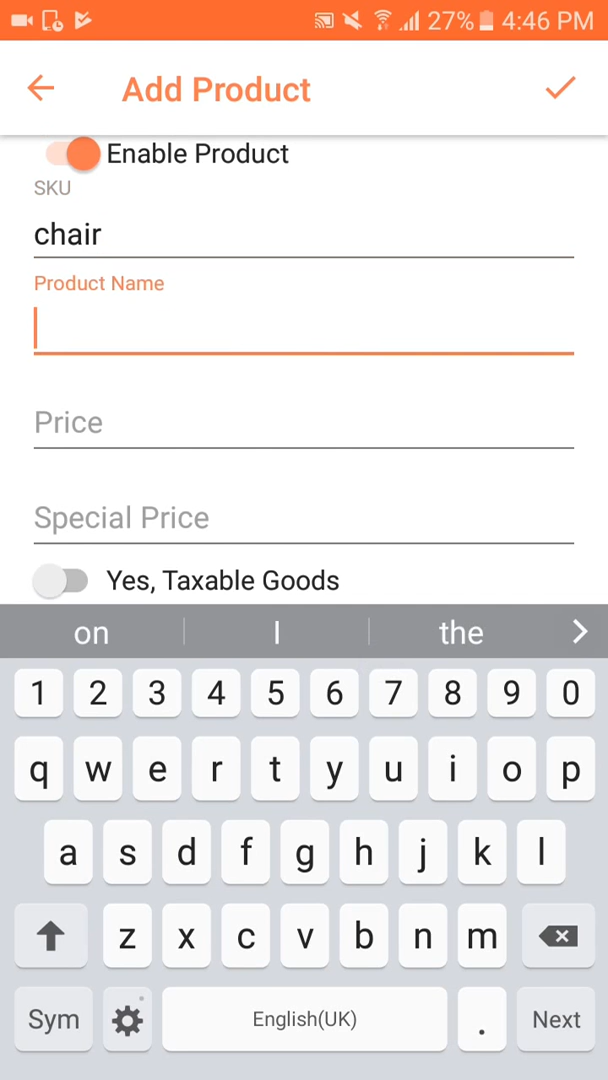 27% 4:46 PM
Add Product
Enable Product
SKU
chair
Product Name
Price
Special Price
Yes, Taxable Goods
on I the
1 2 3 4 5 6 7 8 9 0
q w e r t y u i o p
a s d f g h j k l
z x c v b n m
Sym English(UK) . Next